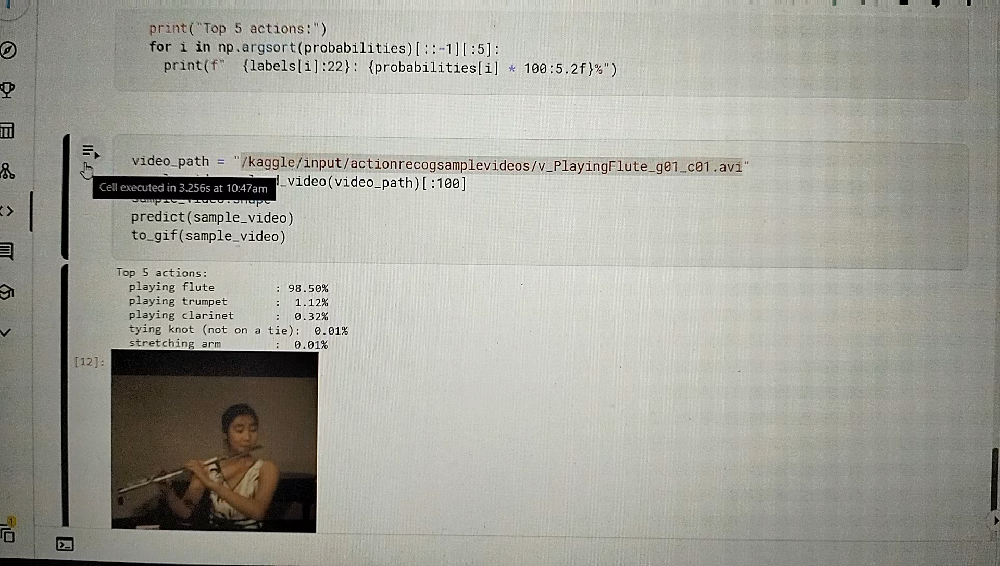 print("Top 5 actions:")
for i in np.argsort(probabilities)[::-1][:5]:
print(f"  {labels[i]:22}: {probabilities[i] * 100:5.2f}%")
video_path = "/kaggle/input/actionrecogsamplevideos/v_PlayingFlute_g01_c01.avi"
_video(video_path)[:100]
Cell executed in 3.256s at 10:47am
sample_video.shape
predict(sample_video)
to_gif(sample_video)
Top 5 actions:
playing flute : 98.50%
playing trumpet : 1.12%
playing clarinet : 0.32%
tying knot (not on a tie): 0.01%
stretching arm : 0.01%
[12]:
1